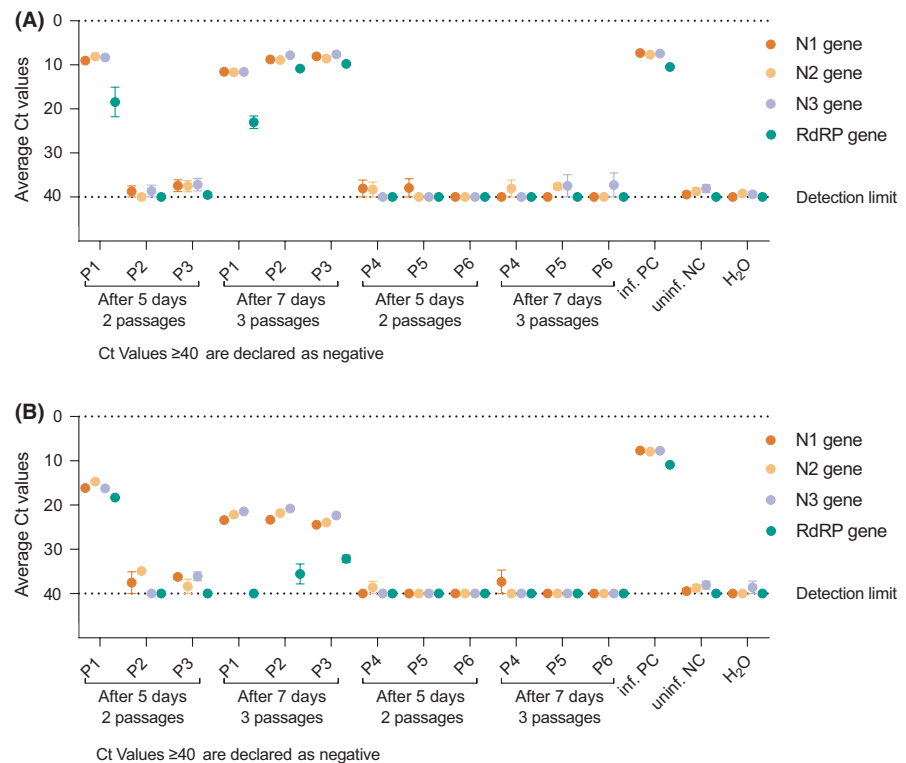 (A)
0
10
20
30
40
Average Ct values
N1 gene
N2 gene
N3 gene
RdRP gene
Detection limit
P1
P2
P3
P1
P2
P3
P4
P5
P6
P4
P5
P6
inf. PC
uninf. NC
H2O
After 5 days
2 passages
After 7 days
3 passages
After 5 days
2 passages
After 7 days
3 passages
Ct Values ≥40 are declared as negative
(B)
0
10
20
30
40
Average Ct values
N1 gene
N2 gene
N3 gene
RdRP gene
Detection limit
P1
P2
P3
P1
P2
P3
P4
P5
P6
P4
P5
P6
inf. PC
uninf. NC
H2O
After 5 days
2 passages
After 7 days
3 passages
After 5 days
2 passages
After 7 days
3 passages
Ct Values ≥40 are declared as negative